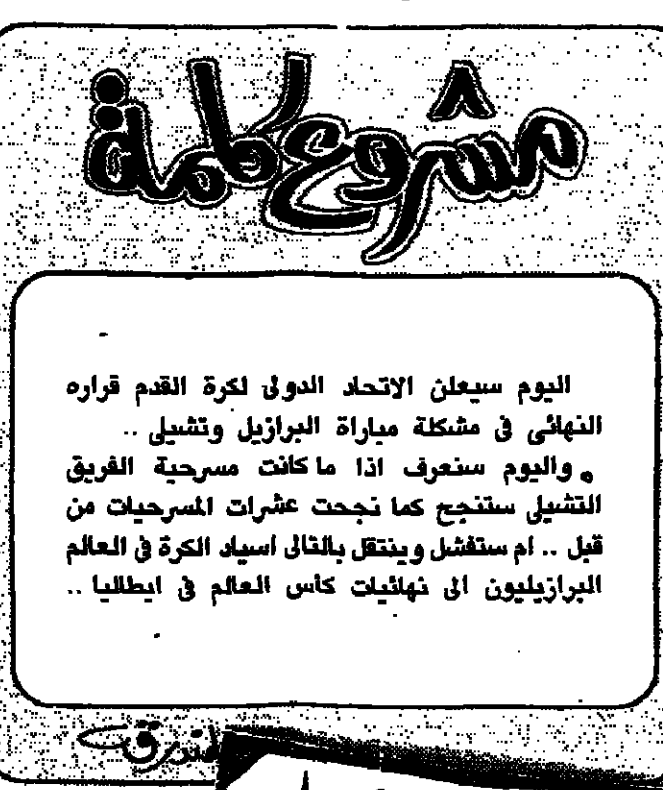 مشروع كلمة
اليوم سيعلن الاتحاد الدولى لكرة القدم قراره
النهائى فى مشكلة مباراة البرازيل وتشيلى ..
• واليوم سنعرف اذا ماكانت مسرحية الفريق
التشيلى ستنجح كما نجحت عشرات المسرحيات من
قبل .. ام ستفشل وينتقل بالتالى اسياد الكرة فى العالم
البرازيليون الى نهائيات كأس العالم فى ايطاليا ..